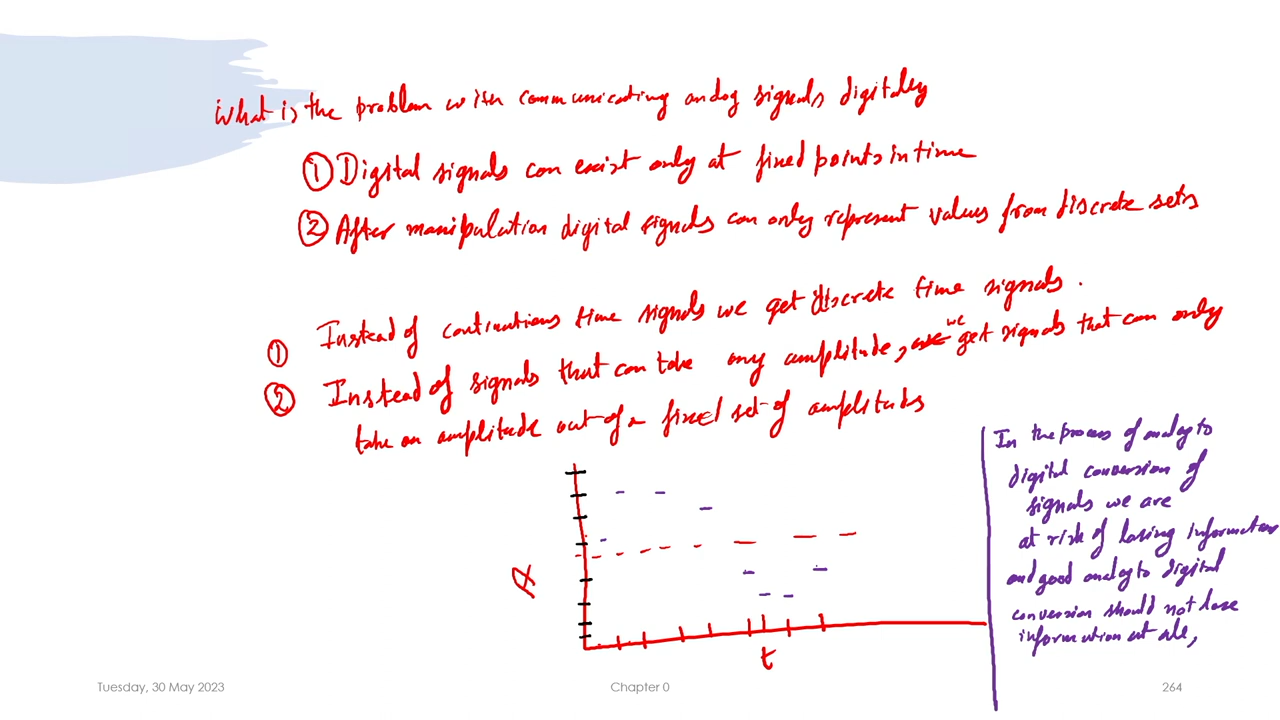 What is the problem with communicating analog signals digitally
① Digital signals can exist only at fixed points in time
② After manipulation digital signals can only represent values from discrete sets
① Instead of continuous time signals we get discrete time signals.
② Instead of signals that can take any amplitude, we get signals that can only
take an amplitude out of a fixed set of amplitudes
In the process of analog to
digital conversion of
signals we are
at risk of losing information
and good analog to digital
conversion should not lose
information at all,
α
t
Tuesday, 30 May 2023
Chapter 0
264